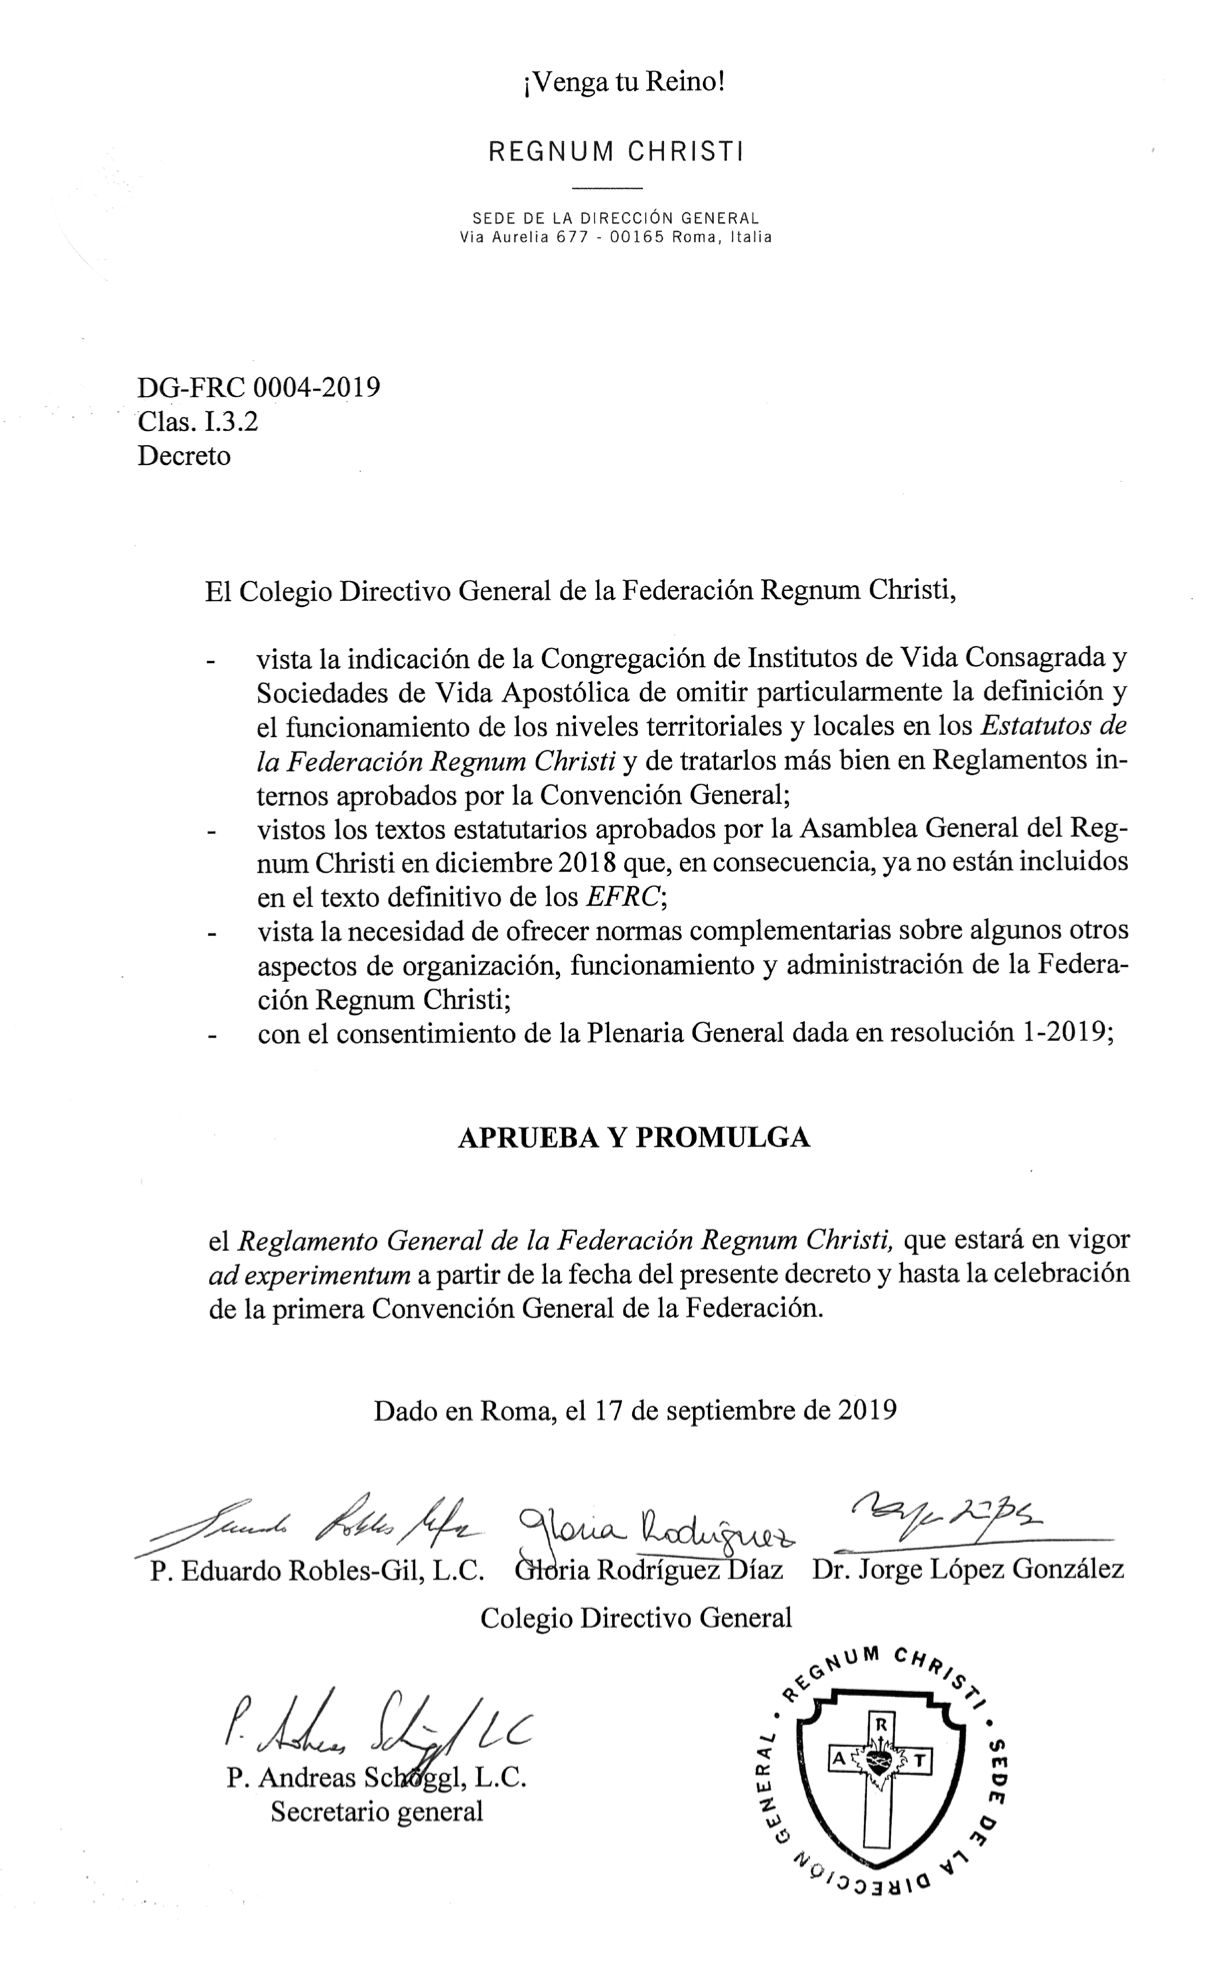 ¡Venga tu Reino!
REGNUM CHRISTI
SEDE DE LA DIRECCIÓN GENERAL
Via Aurelia 677 - 00165 Roma, Italia
DG-FRC 0004-2019
Clas. I.3.2
Decreto
El Colegio Directivo General de la Federación Regnum Christi,
- vista la indicación de la Congregación de Institutos de Vida Consagrada y
Sociedades de Vida Apostólica de omitir particularmente la definición y
el funcionamiento de los niveles territoriales y locales en los Estatutos de
la Federación Regnum Christi y de tratarlos más bien en Reglamentos in-
ternos aprobados por la Convención General;
- vistos los textos estatutarios aprobados por la Asamblea General del Reg-
num Christi en diciembre 2018 que, en consecuencia, ya no están incluidos
en el texto definitivo de los EFRC;
- vista la necesidad de ofrecer normas complementarias sobre algunos otros
aspectos de organización, funcionamiento y administración de la Federa-
ción Regnum Christi;
- con el consentimiento de la Plenaria General dada en resolución 1-2019;
APRUEBA Y PROMULGA
el Reglamento General de la Federación Regnum Christi, que estará en vigor
ad experimentum a partir de la fecha del presente decreto y hasta la celebración
de la primera Convención General de la Federación.
Dado en Roma, el 17 de septiembre de 2019
Gloria Rodríguez
P. Eduardo Robles-Gil, L.C. Gloria Rodríguez Díaz Dr. Jorge López González
Colegio Directivo General
P. Andreas Schöggl LC
P. Andreas Schöggl, L.C.
Secretario general
REGNUM CHRISTI · SEDE DE LA DIRECCIÓN GENERAL ·
R
A T